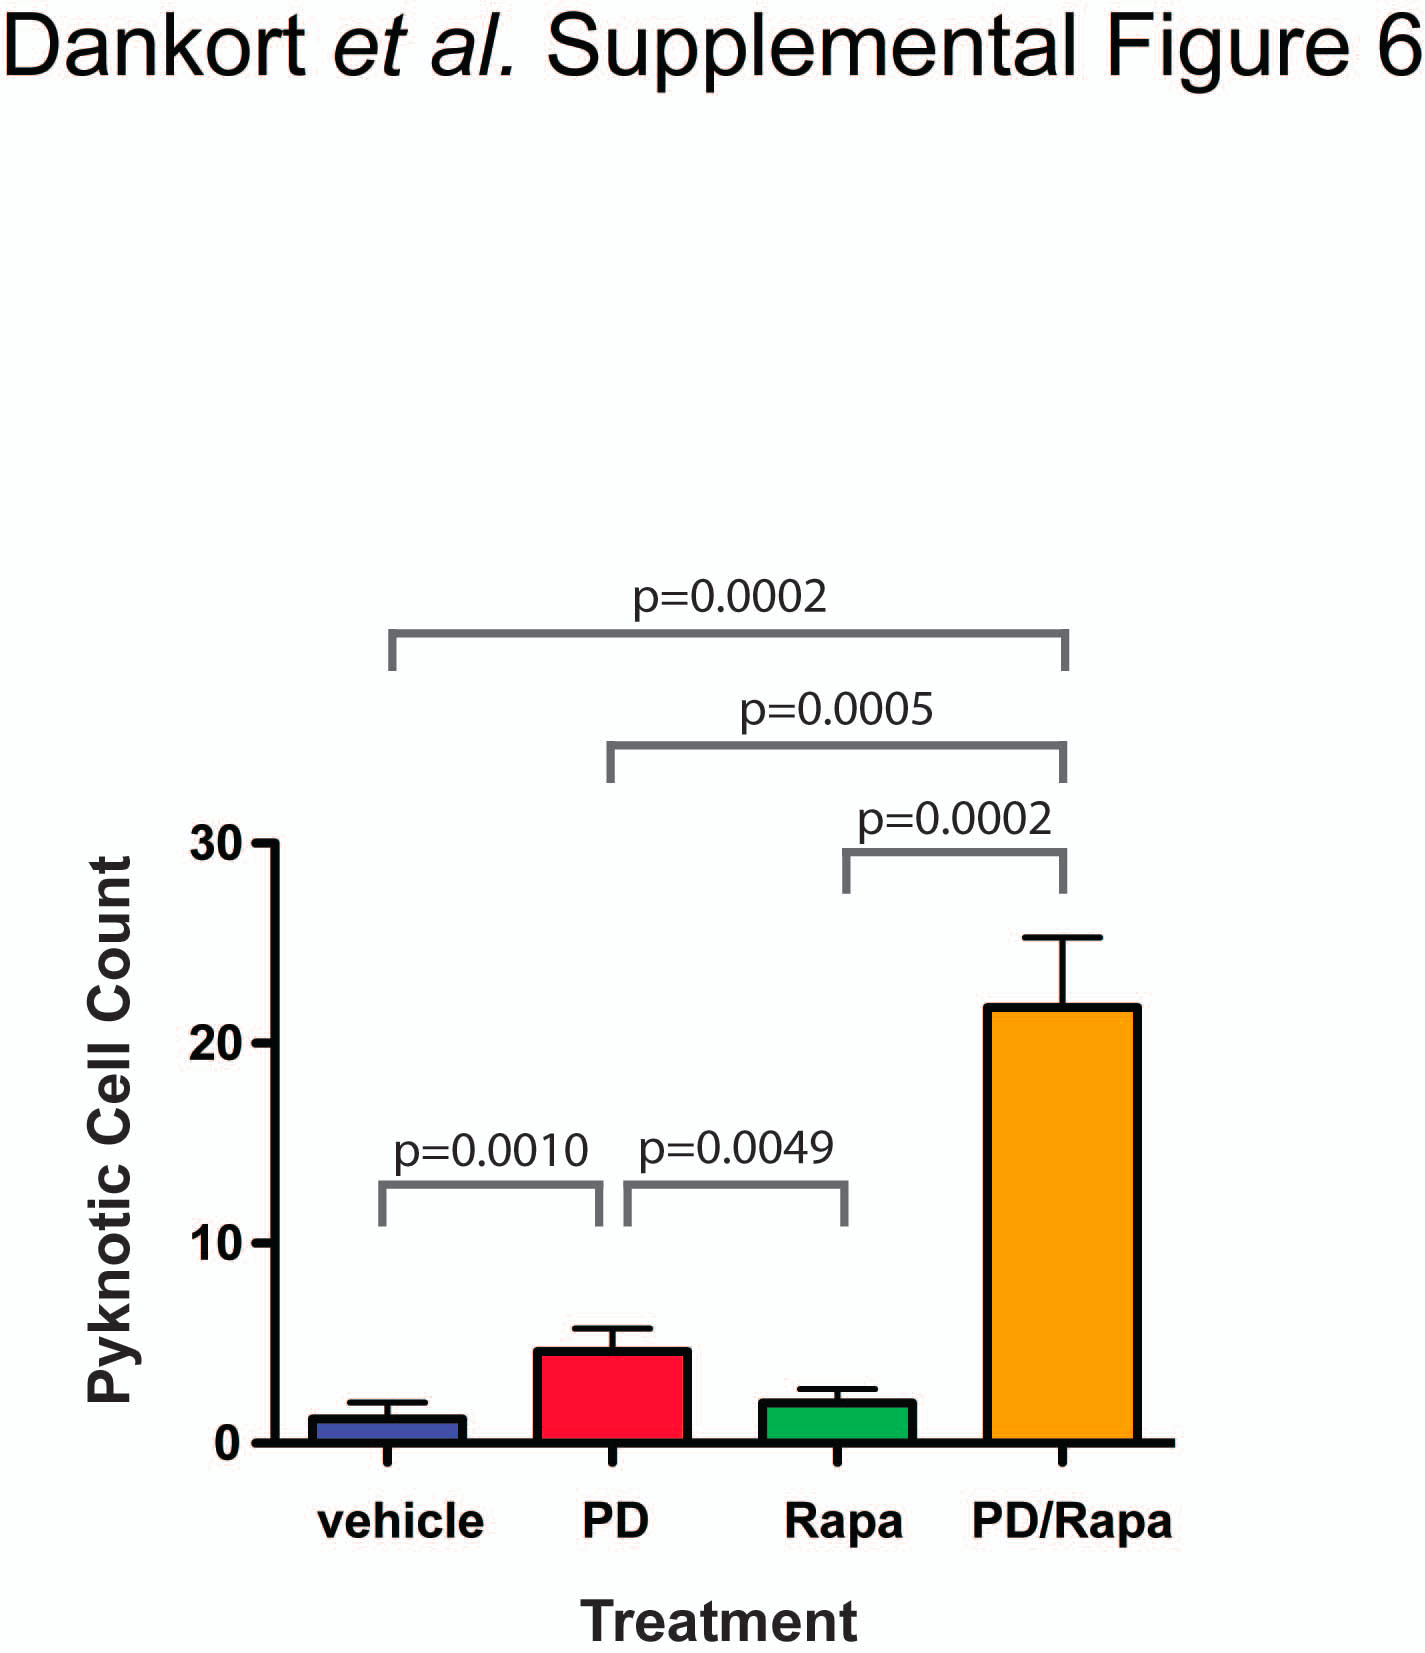 Dankort et al. Supplemental Figure 6
p=0.0002
p=0.0005
p=0.0002
30
20
p=0.0010 p=0.0049
10
0
Pyknotic Cell Count
vehicle PD Rapa PD/Rapa
Treatment